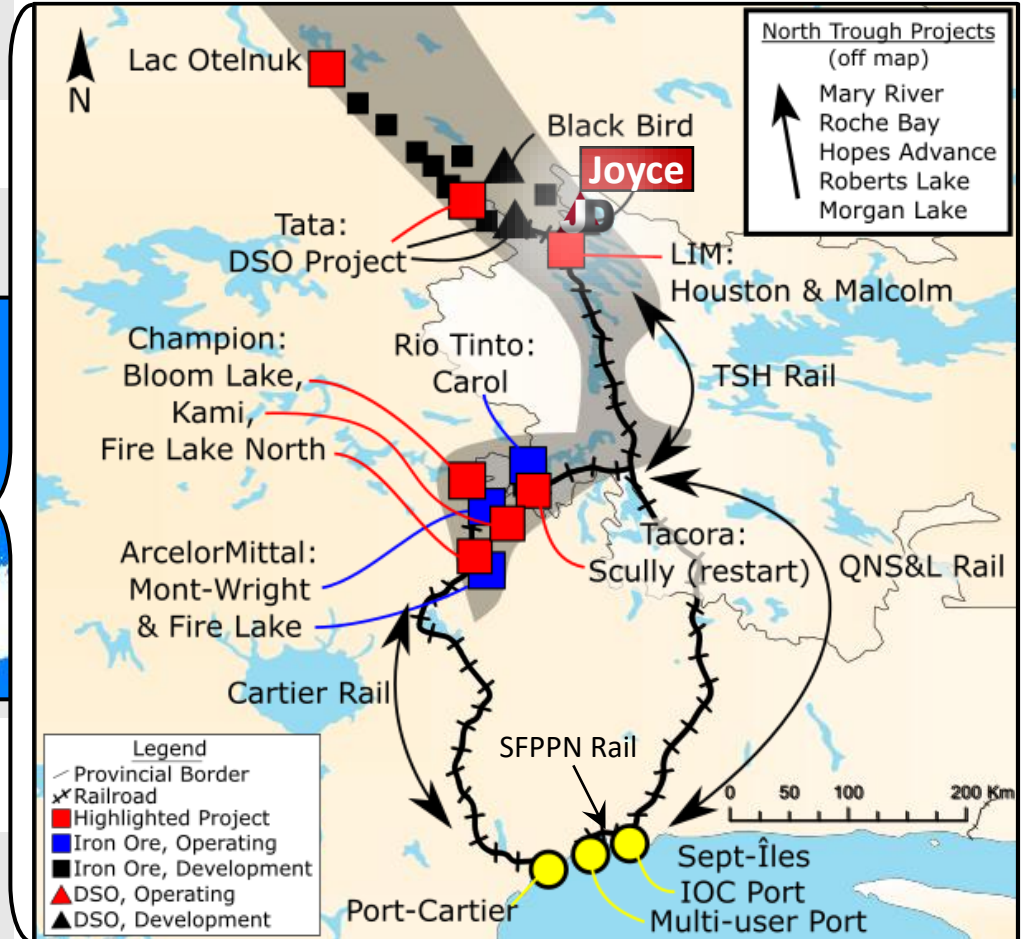 Lac Otelnuk
N
North Trough Projects
(off map)
Mary River
Roche Bay
Hopes Advance
Roberts Lake
Morgan Lake
Black Bird
Joyce
JD
Tata:
DSO Project
LIM:
Houston & Malcolm
Champion:
Bloom Lake,
Kami,
Fire Lake North
Rio Tinto:
Carol
TSH Rail
ArcelorMittal:
Mont-Wright
& Fire Lake
Tacora:
Scully (restart)
QNS&L Rail
Cartier Rail
SFPPN Rail
Legend
Provincial Border
Railroad
Highlighted Project
Iron Ore, Operating
Iron Ore, Development
DSO, Operating
DSO, Development
0 50 100 200 Km
Sept-Îles
IOC Port
Multi-user Port
Port-Cartier